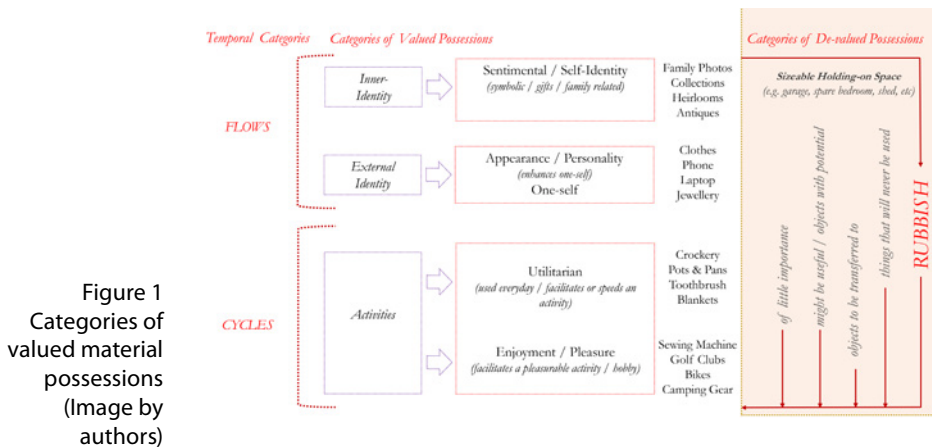 Temporal Categories
Categories of Valued Possessions
Categories of De-valued Possessions
FLOWS
Inner-
Identity
Sentimental / Self-Identity
(symbolic / gifts / family related)
Family Photos
Collections
Heirlooms
Antiques
External
Identity
Appearance / Personality
(enhances one-self)
One-self
Clothes
Phone
Laptop
Jewellery
CYCLES
Activities
Utilitarian
(used everyday / facilitates or speeds an
activity)
Crockery
Pots & Pans
Toothbrush
Blankets
Enjoyment / Pleasure
(facilitates a pleasurable activity / hobby)
Sewing Machine
Golf Clubs
Bikes
Camping Gear
Sizeable Holding-on Space
(e.g. garage, spare bedroom, shed, etc)
of little importance
might be useful / objects with potential
objects to be transferred to
things that will never be used
RUBBISH
Figure 1
Categories of
valued material
possessions
(Image by
authors)